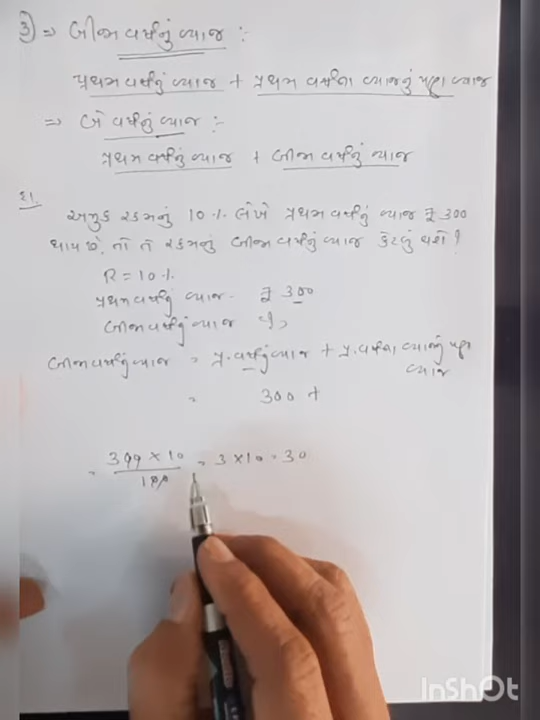 3) ⇒ બીજા વર્ષનું વ્યાજ :-
પ્રથમ વર્ષનું વ્યાજ + પ્રથમ વર્ષના વ્યાજનું પણ વ્યાજ
⇒ બે વર્ષનું વ્યાજ :-
પ્રથમ વર્ષનું વ્યાજ + બીજા વર્ષનું વ્યાજ
દા.
અમુક રકમનું 10 % લેખે પ્રથમ વર્ષનું વ્યાજ ₹ 300
થાય છે. તો તે રકમનું બીજા વર્ષનું વ્યાજ કેટલું થશે?
R = 10 %
પ્રથમ વર્ષનું વ્યાજ. ₹ 300
બીજા વર્ષનું વ્યાજ
બીજા વર્ષનું વ્યાજ = પ્ર. વર્ષનું વ્યાજ + પ્ર. વર્ષના વ્યાજનું પણ
વ્યાજ
= 300 +
= 300 × 10 / 100 = 3 × 10 = 30
InShOt